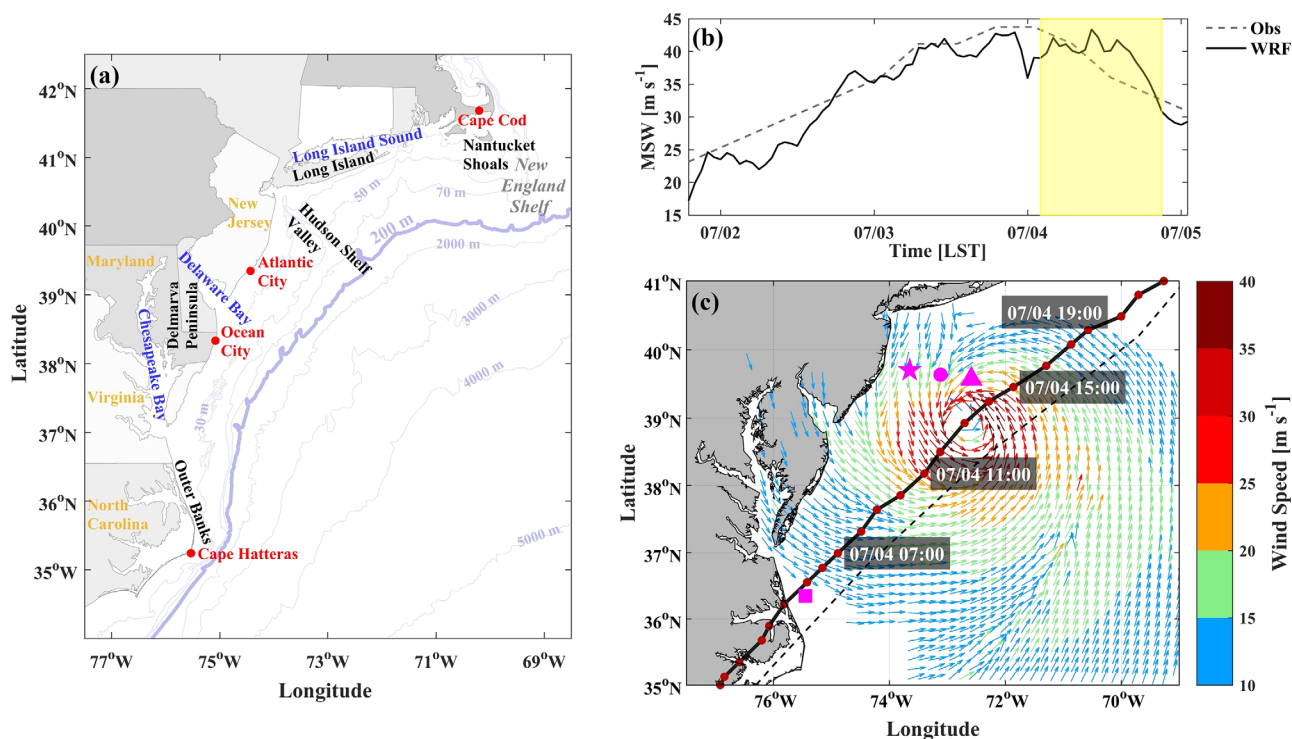 (a)
42°N
41°N
40°N
39°N
38°N
37°N
36°N
35°W
77°W
75°W
73°W
71°W
69°W
Latitude
Longitude
Cape Cod
Long Island Sound
Long Island
Nantucket
Shoals
New
England
Shelf
50 m
70 m
New
Jersey
Hudson Shelf
Valley
200 m
2000 m
Maryland
Delaware Bay
Atlantic
City
Delmarva
Peninsula
Chesapeake Bay
Ocean
City
3000 m
4000 m
Virginia
30 m
Outer Banks
North
Carolina
Cape Hatteras
5000 m
(b)
45
40
35
30
25
20
15
MSW [m s⁻¹]
07/02
07/03
07/04
07/05
Time [LST]
Obs
WRF
(c)
41°N
40°N
39°N
38°N
37°N
36°N
35°N
Latitude
76°W
74°W
72°W
70°W
Longitude
07/04 19:00
07/04 15:00
07/04 11:00
07/04 07:00
40
35
30
25
20
15
10
Wind Speed [m s⁻¹]